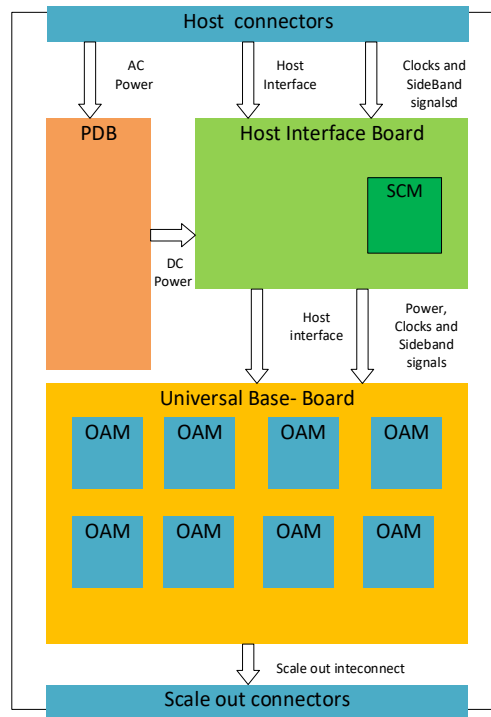 Host connectors
AC
Power
Host
Interface
Clocks and
SideBand
signalsd
PDB
Host Interface Board
SCM
DC
Power
Host
interface
Power,
Clocks and
Sideband
signals
Universal Base- Board
OAM OAM OAM OAM
OAM OAM OAM OAM
Scale out inteconnect
Scale out connectors